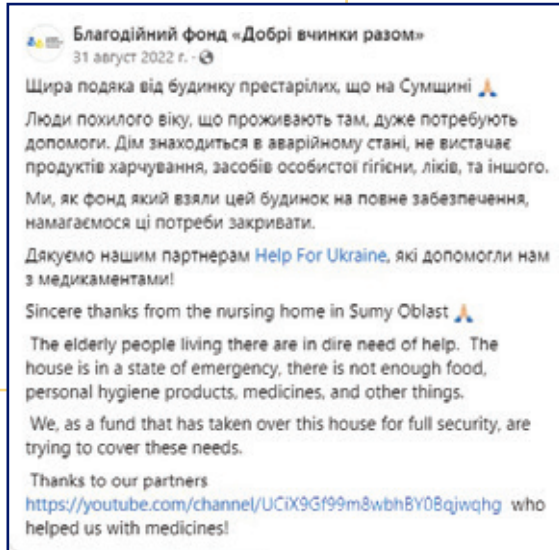 Благодійний фонд «Добрі вчинки разом»
31 август 2022 г. ·
Щира подяка від будинку престарілих, що на Сумщині 🙏
Люди похилого віку, що проживають там, дуже потребують
допомоги. Дім знаходиться в аварійному стані, не вистачає
продуктів харчування, засобів особистої гігієни, ліків, та іншого.
Ми, як фонд який взяли цей будинок на повне забезпечення,
намагаємося ці потреби закривати.
Дякуємо нашим партнерам Help For Ukraine, які допомогли нам
з медикаментами!
Sincere thanks from the nursing home in Sumy Oblast 🙏
The elderly people living there are in dire need of help. The
house is in a state of emergency, there is not enough food,
personal hygiene products, medicines, and other things.
We, as a fund that has taken over this house for full security, are
trying to cover these needs.
Thanks to our partners
https://youtube.com/channel/UCiX9Gf99m8wbhBY0Bqjwqhg who
helped us with medicines!